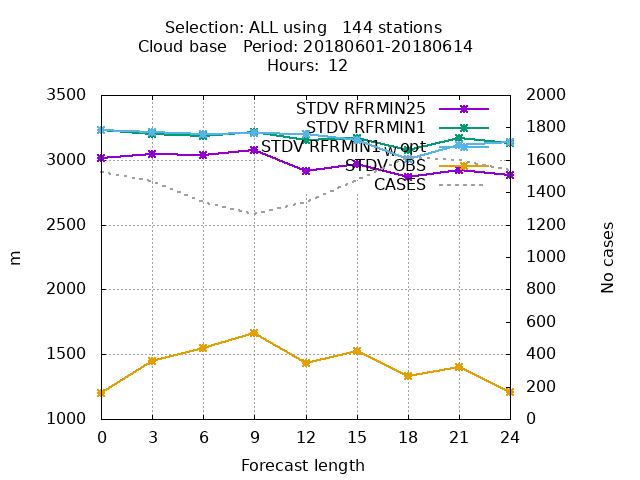 Selection: ALL using   144 stations
Cloud base   Period: 20180601-20180614
Hours:  12
3500
3000
2500
2000
1500
1000
2000
1800
1600
1400
1200
1000
800
600
400
200
0
m
No cases
STDV RFRMIN25
STDV RFRMIN1
STDV RFRMIN1w_opt
STDV OBS
CASES
0 3 6 9 12 15 18 21 24
Forecast length